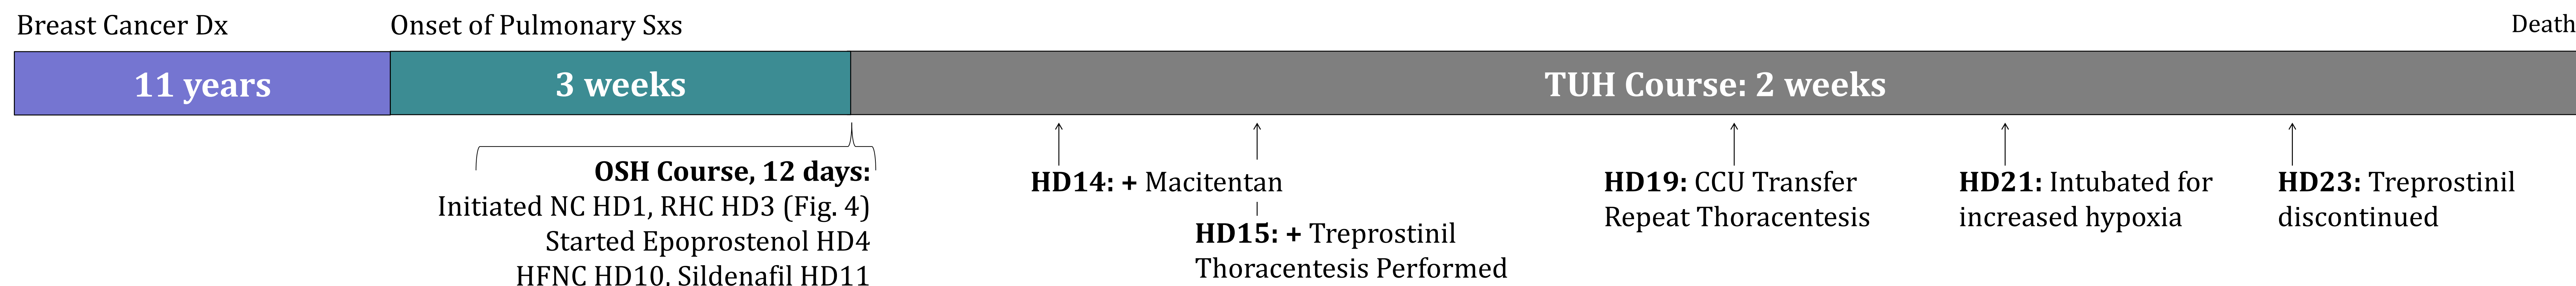 Breast Cancer Dx
Onset of Pulmonary Sxs
Death
11 years
3 weeks
TUH Course: 2 weeks
OSH Course, 12 days:
Initiated NC HD1, RHC HD3 (Fig. 4)
Started Epoprostenol HD4
HFNC HD10, Sildenafil HD11
HD14: + Macitentan
HD15: + Treprostinil
Thoracentesis Performed
HD19: CCU Transfer
Repeat Thoracentesis
HD21: Intubated for
increased hypoxia
HD23: Treprostinil
discontinued